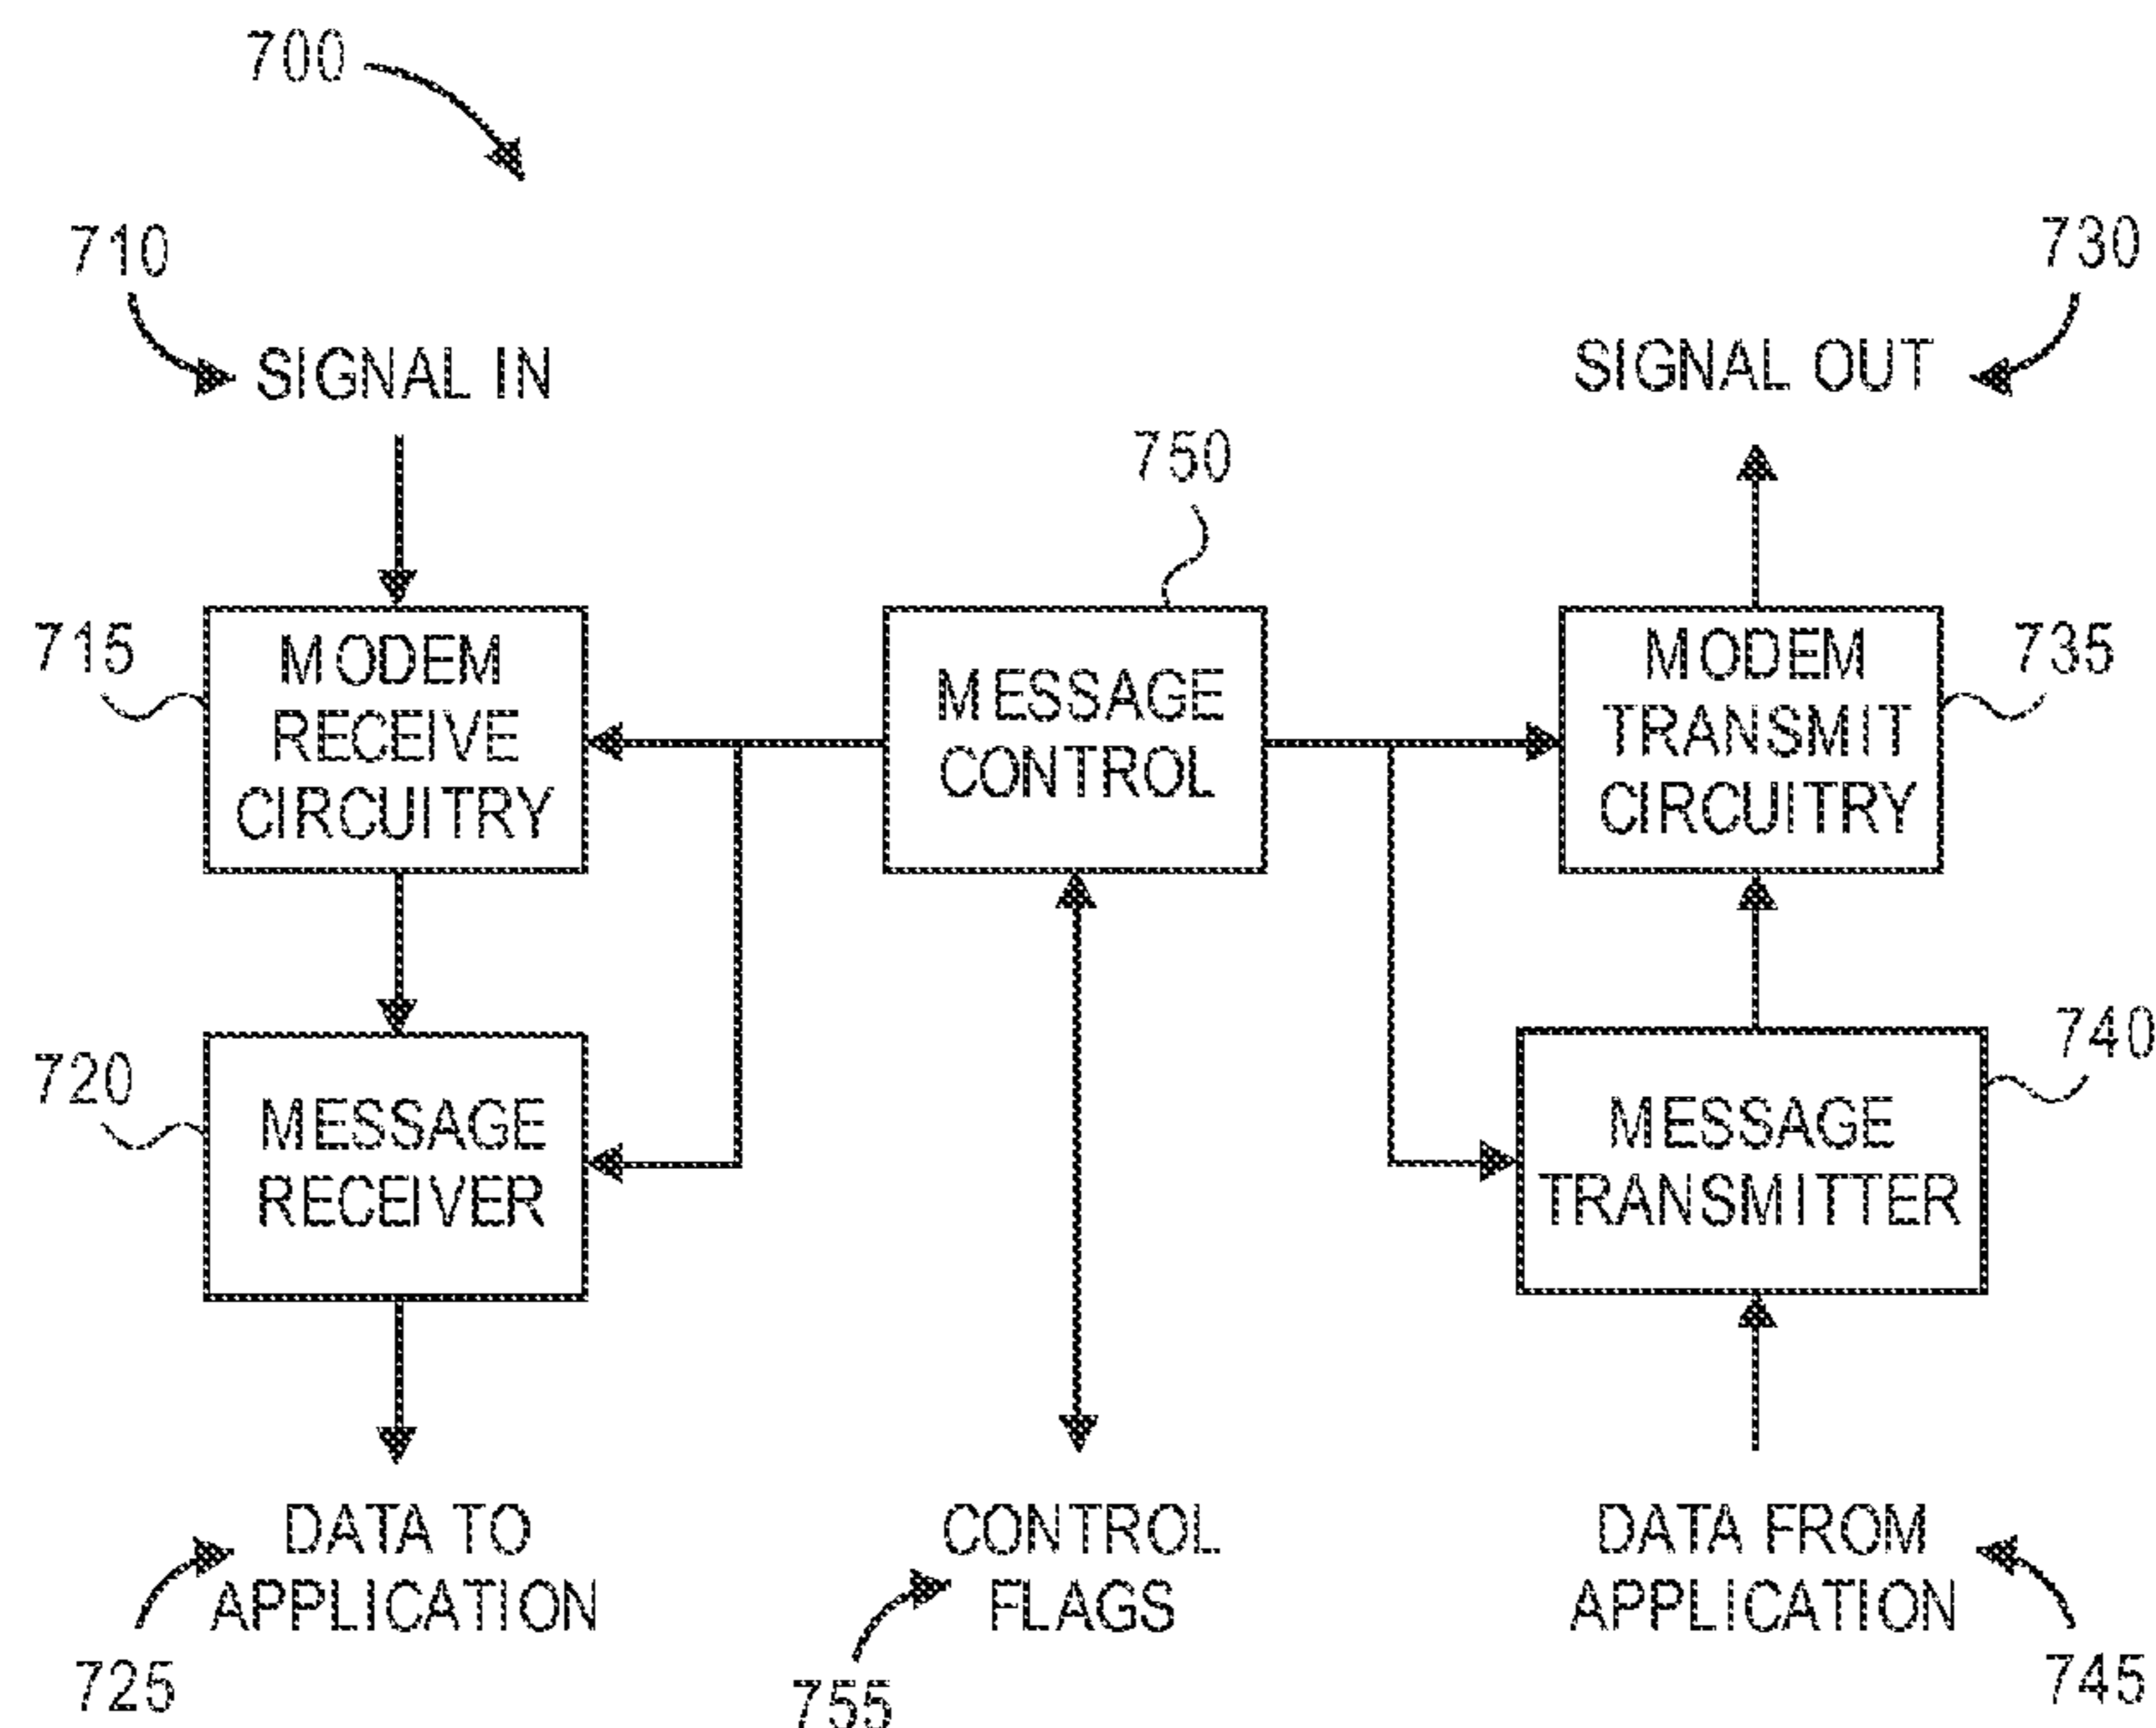 700
710
730
SIGNAL IN
SIGNAL OUT
750
715
MODEM
RECEIVE
CIRCUITRY
MESSAGE
CONTROL
MODEM
TRANSMIT
CIRCUITRY
735
720
MESSAGE
RECEIVER
740
MESSAGE
TRANSMITTER
DATA TO
APPLICATION
CONTROL
FLAGS
DATA FROM
APPLICATION
725
755
745